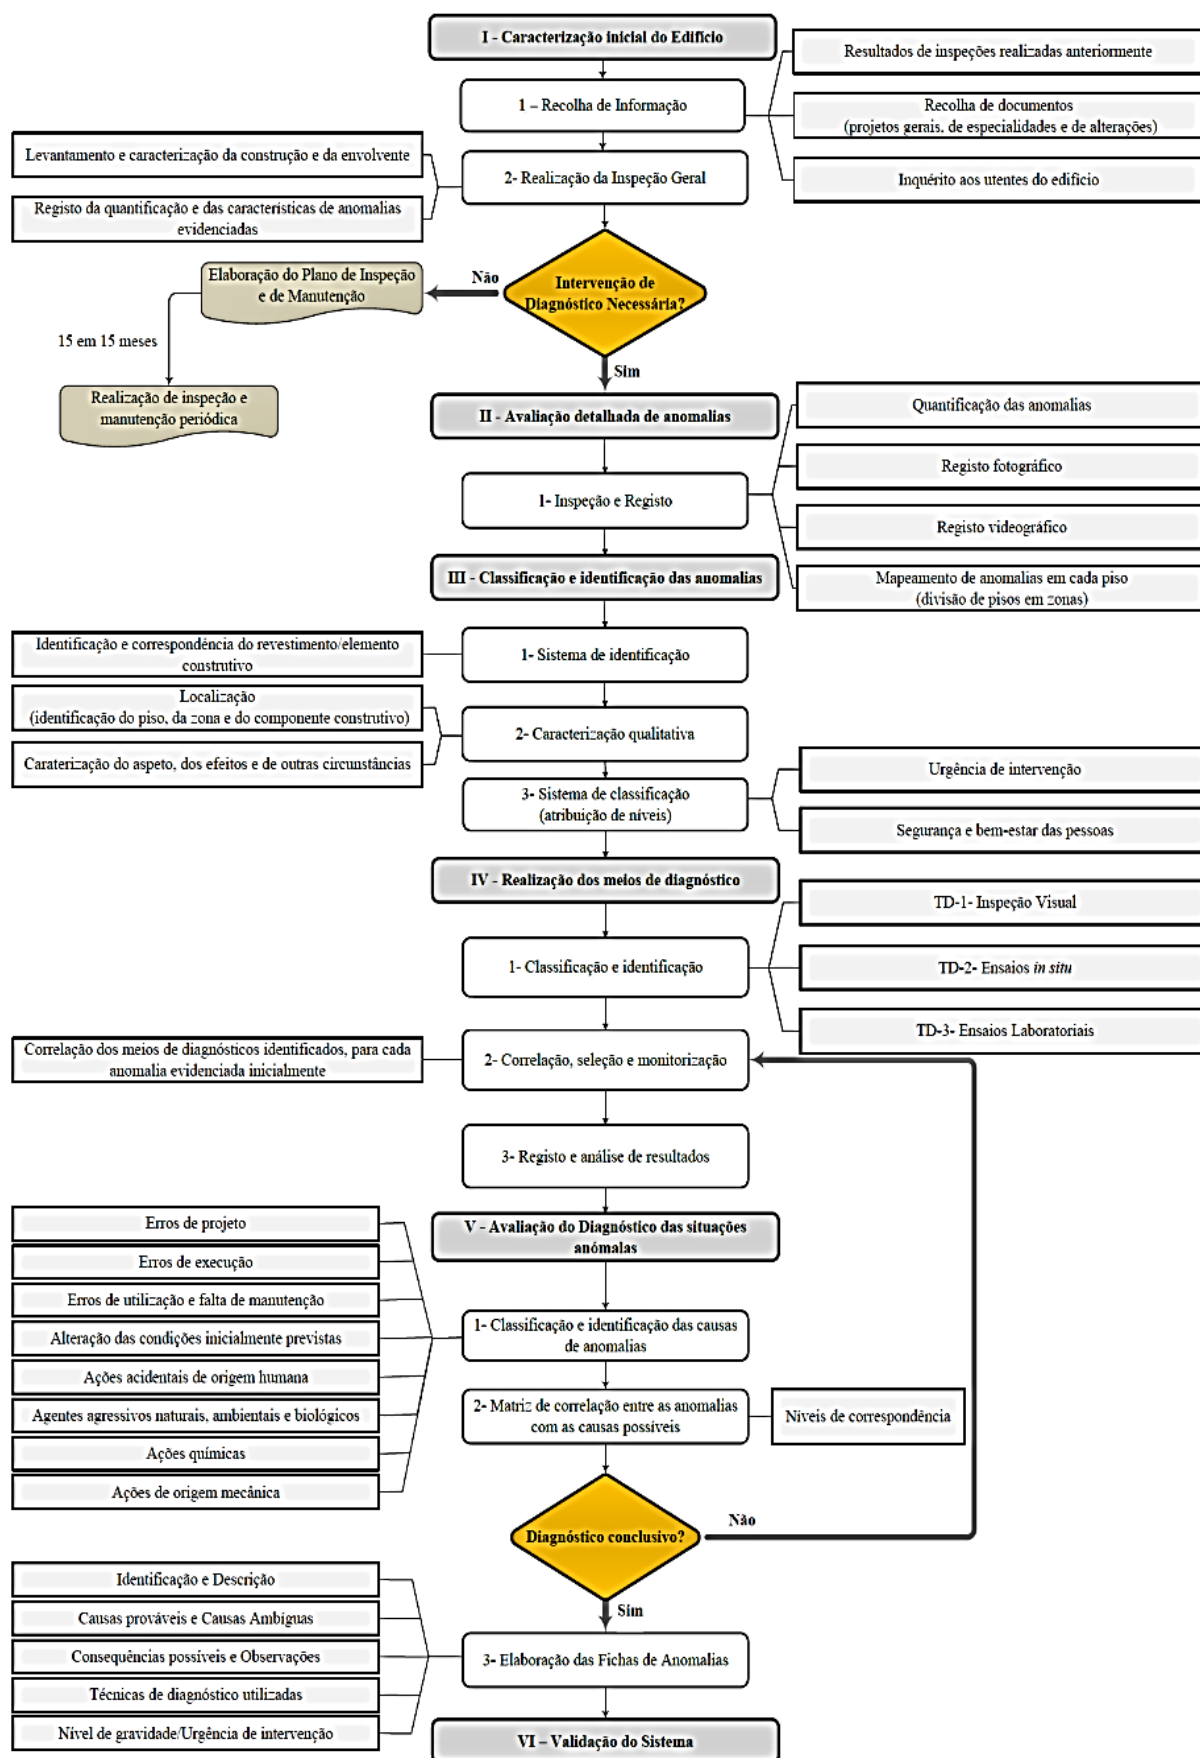 I - Caracterização inicial do Edifício
1 – Recolha de Informação
Resultados de inspeções realizadas anteriormente
Recolha de documentos
(projetos gerais. de especialidades e de alterações)
Inquérito aos utentes do edifício
2- Realização da Inspeção Geral
Levantamento e caracterização da construção e da envolvente
Registo da quantificação e das características de anomalias
evidenciadas
Intervenção de
Diagnóstico Necessária?
Não
Elaboração do Plano de Inspeção
e de Manutenção
15 em 15 meses
Realização de inspeção e
manutenção periódica
Sim
II - Avaliação detalhada de anomalias
1- Inspeção e Registo
Quantificação das anomalias
Registo fotográfico
Registo videográfico
Mapeamento de anomalias em cada piso
(divisão de pisos em zonas)
III - Classificação e identificação das anomalias
1- Sistema de identificação
Identificação e correspondência do revestimento/elemento
construtivo
2- Caracterização qualitativa
Localização
(identificação do piso, da zona e do componente construtivo)
Caraterização do aspeto, dos efeitos e de outras circunstâncias
3- Sistema de classificação
(atribuição de níveis)
Urgência de intervenção
Segurança e bem-estar das pessoas
IV - Realização dos meios de diagnóstico
1- Classificação e identificação
TD-1- Inspeção Visual
TD-2- Ensaios in situ
TD-3- Ensaios Laboratoriais
2- Correlação, seleção e monitorização
Correlação dos meios de diagnósticos identificados, para cada
anomalia evidenciada inicialmente
3- Registo e análise de resultados
V - Avaliação do Diagnóstico das situações
anómalas
1- Classificação e identificação das causas
de anomalias
Erros de projeto
Erros de execução
Erros de utilização e falta de manutenção
Alteração das condições inicialmente previstas
Ações acidentais de origem humana
Agentes agressivos naturais, ambientais e biológicos
Ações químicas
Ações de origem mecânica
2- Matriz de correlação entre as anomalias
com as causas possíveis
Níveis de correspondência
Diagnóstico conclusivo?
Não
Sim
3- Elaboração das Fichas de Anomalias
Identificação e Descrição
Causas prováveis e Causas Ambíguas
Consequências possíveis e Observações
Técnicas de diagnóstico utilizadas
Nível de gravidade/Urgência de intervenção
VI – Validação do Sistema